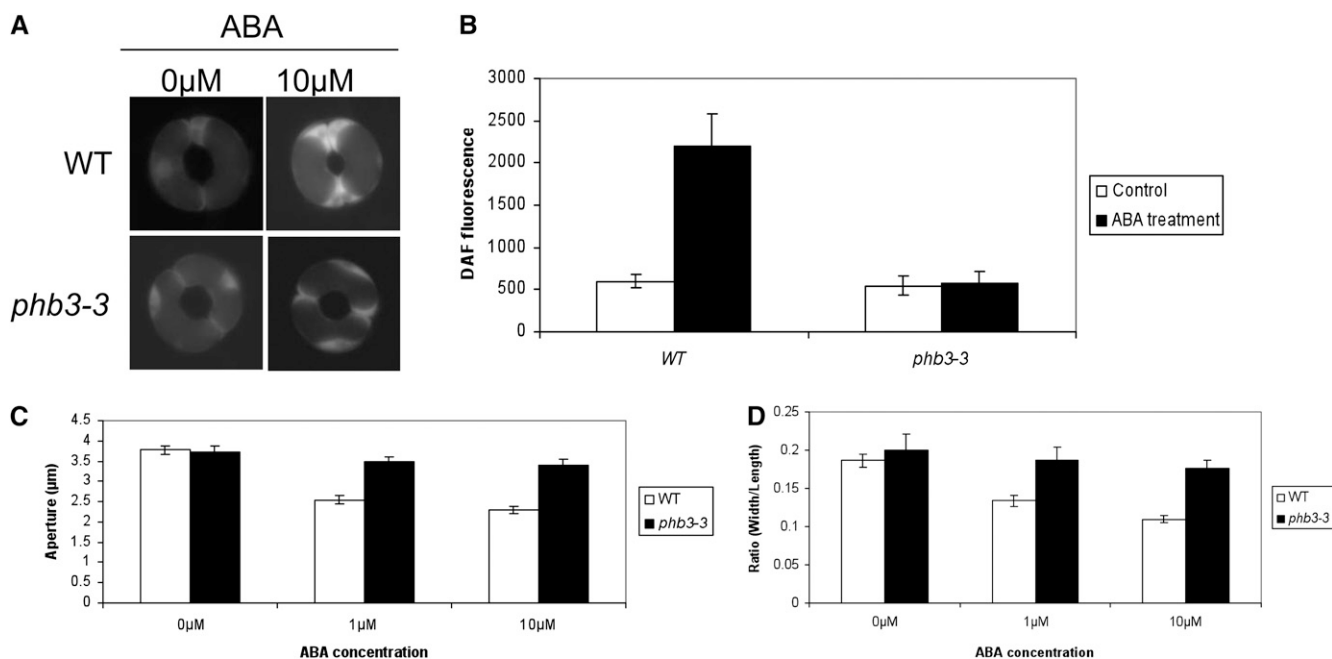 A
ABA
0µM 10µM
WT
phb3-3
B
DAF fluorescence
3000
2500
2000
1500
1000
500
0
WT phb3-3
Control
ABA treatment
C
Aperture (µm)
4.5
4
3.5
3
2.5
2
1.5
1
0.5
0
0µM 1µM 10µM
ABA concentration
WT
phb3-3
D
Ratio (Width/Length)
0.25
0.2
0.15
0.1
0.05
0
0µM 1µM 10µM
ABA concentration
WT
phb3-3